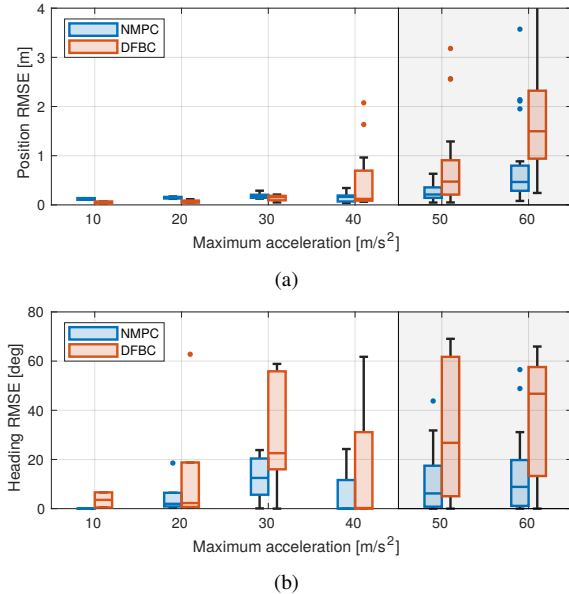 4
3
2
1
0
Position RMSE [m]
NMPC
DFBC
10 20 30 40 50 60
Maximum acceleration [m/s²]
(a)
80
60
40
20
0
Heading RMSE [deg]
NMPC
DFBC
10 20 30 40 50 60
Maximum acceleration [m/s²]
(b)